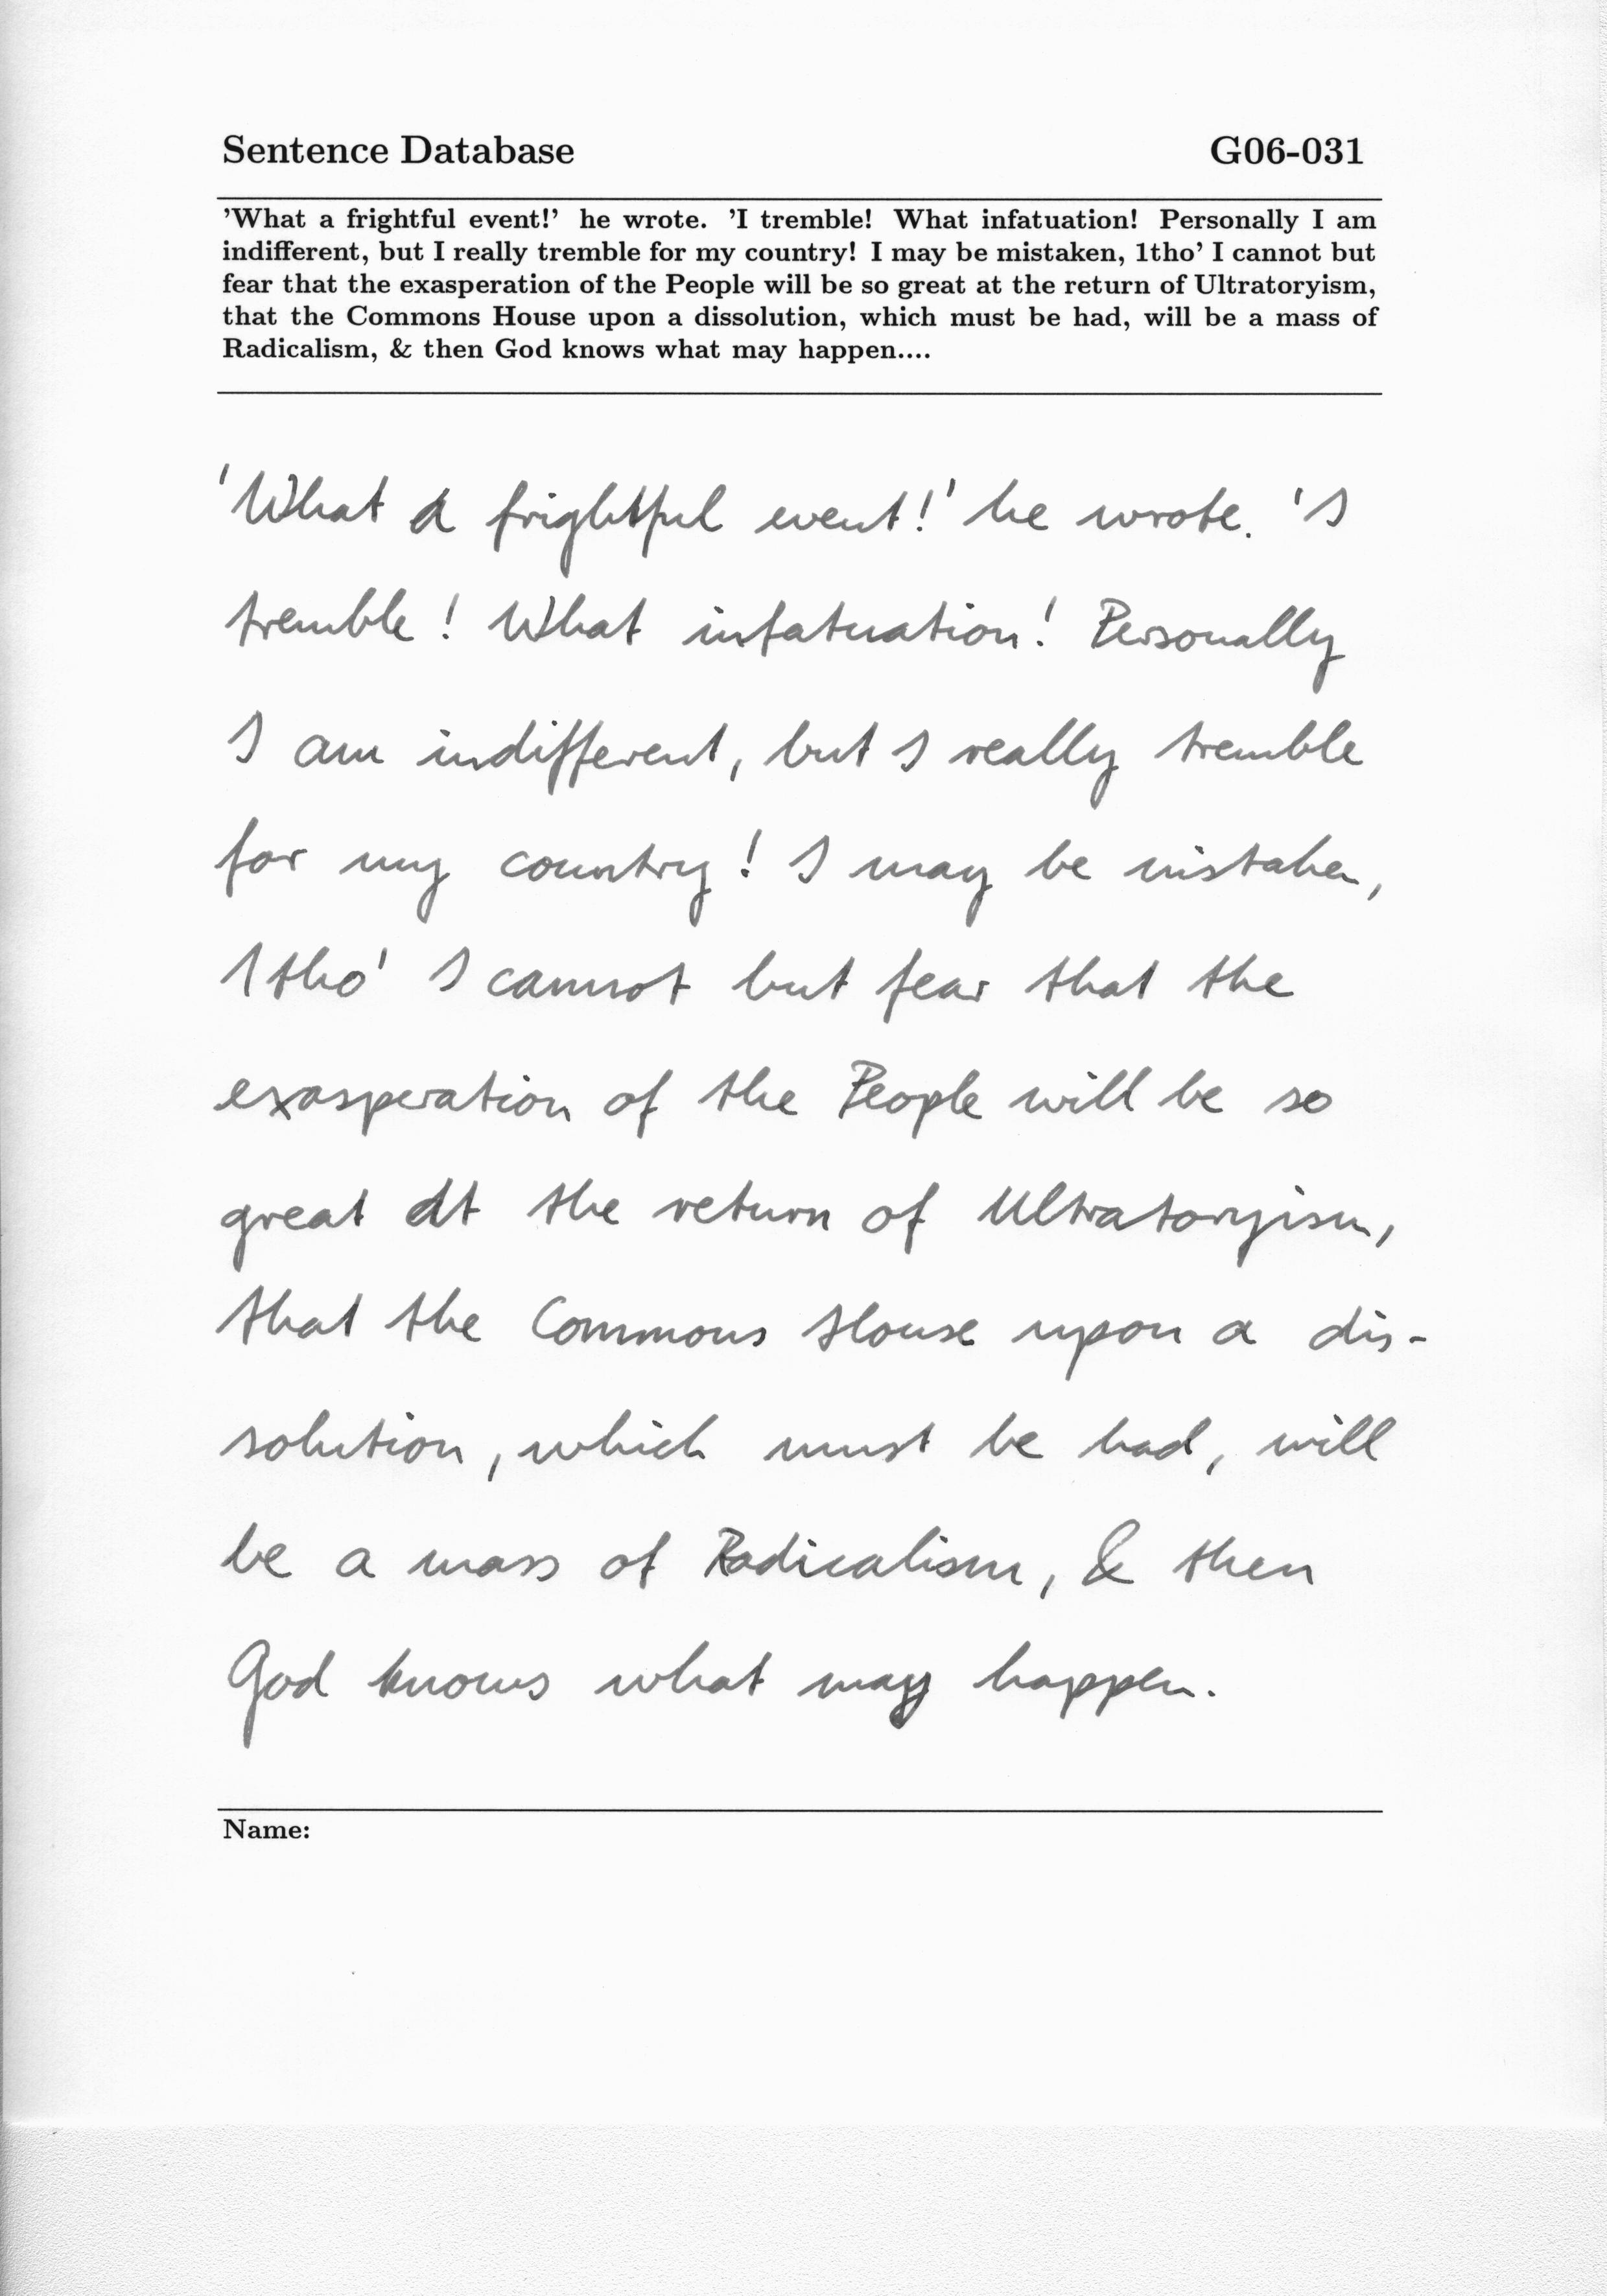 Sentence Database G06-031
'What a frightful event!' he wrote. 'I tremble! What infatuation! Personally I am
indifferent, but I really tremble for my country! I may be mistaken, 1tho' I cannot but
fear that the exasperation of the People will be so great at the return of Ultratoryism,
that the Commons House upon a dissolution, which must be had, will be a mass of
Radicalism, & then God knows what may happen....
'What a frightful event!' he wrote. 'I
tremble! What infatuation! Personally
I am indifferent, but I really tremble
for my country! I may be mistaken,
1tho' I cannot but fear that the
exasperation of the People will be so
great at the return of Ultratoryism,
that the Commons House upon a dis-
solution, which must be had, will
be a mass of Radicalism, & then
God knows what may happen.
Name: